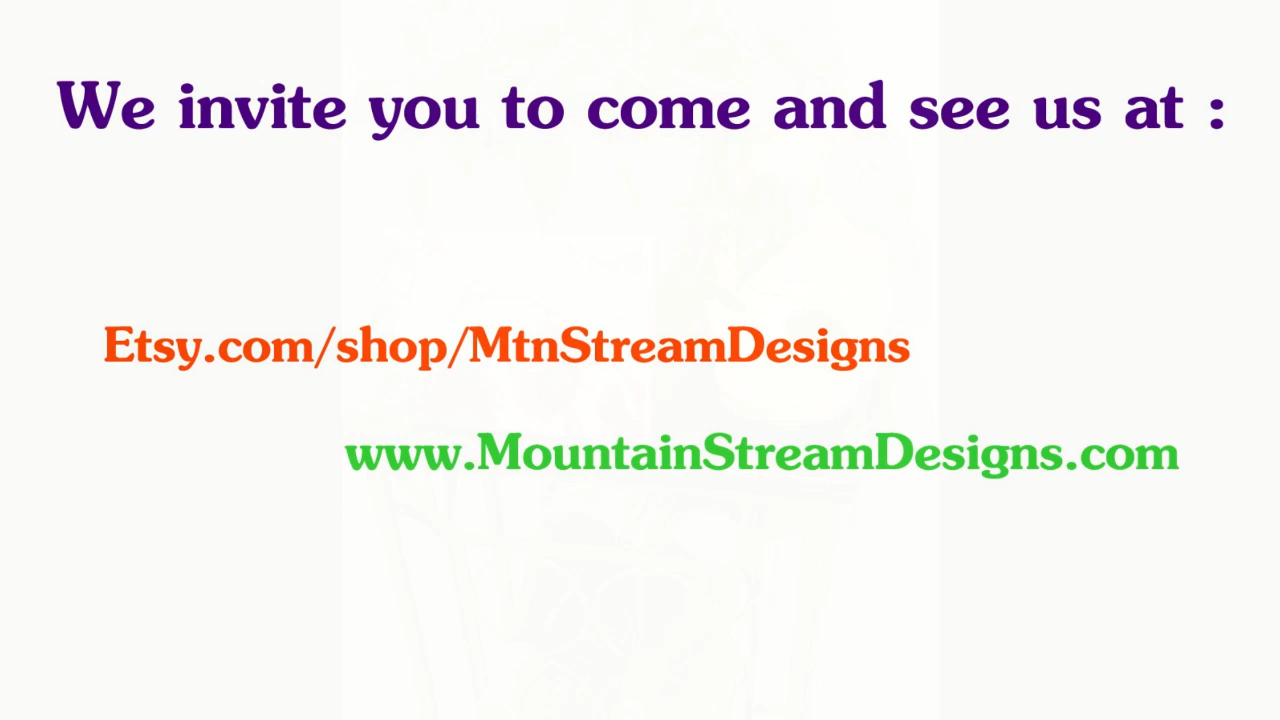 We invite you to come and see us at :
Etsy.com/shop/MtnStreamDesigns
www.MountainStreamDesigns.com